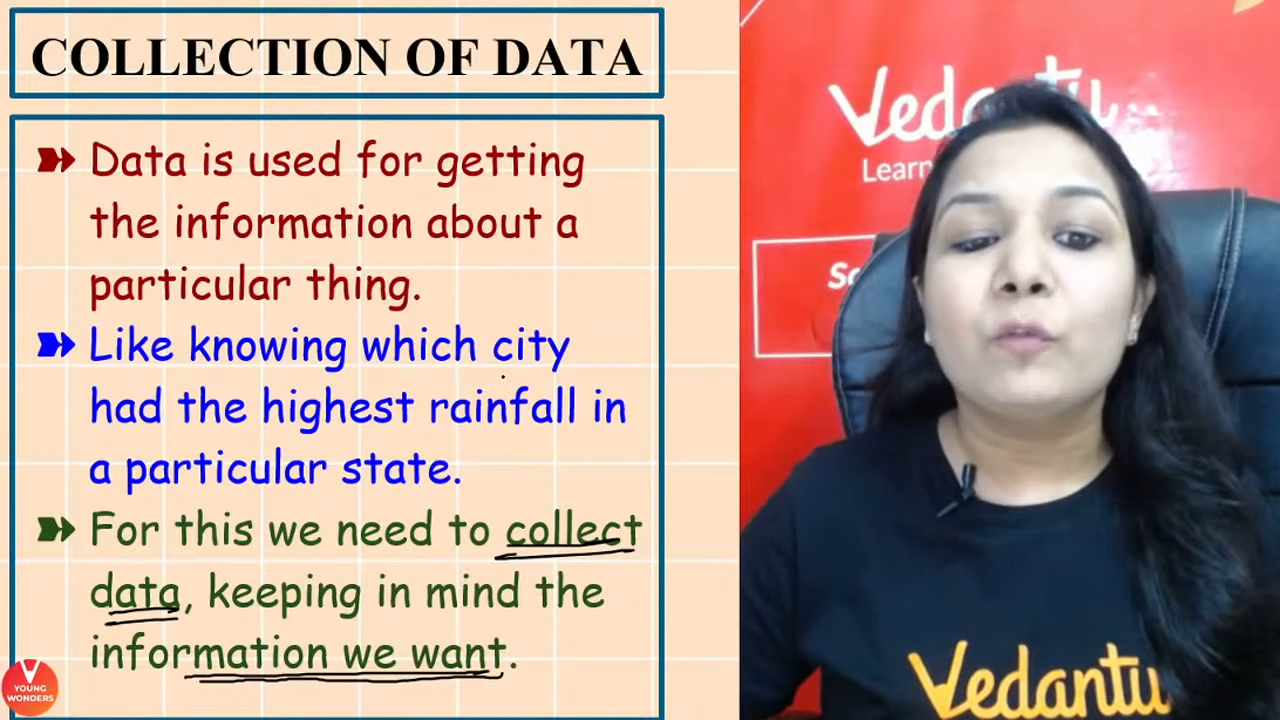 COLLECTION OF DATA
Data is used for getting
the information about a
particular thing.
Like knowing which city
had the highest rainfall in
a particular state.
For this we need to collect
data, keeping in mind the
information we want.
YOUNG
WONDERS
Vedantu
Learn
Vedantu